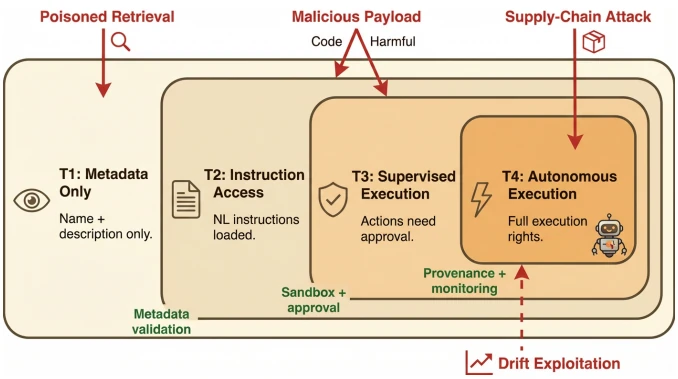 Poisoned Retrieval
Malicious Payload
Supply-Chain Attack
Code
Harmful
T1: Metadata
Only
Name +
description only.
T2: Instruction
Access
NL instructions
loaded.
T3: Supervised
Execution
Actions need
approval.
T4: Autonomous
Execution
Full execution
rights.
Provenance +
monitoring
Sandbox +
approval
Metadata
validation
Drift Exploitation